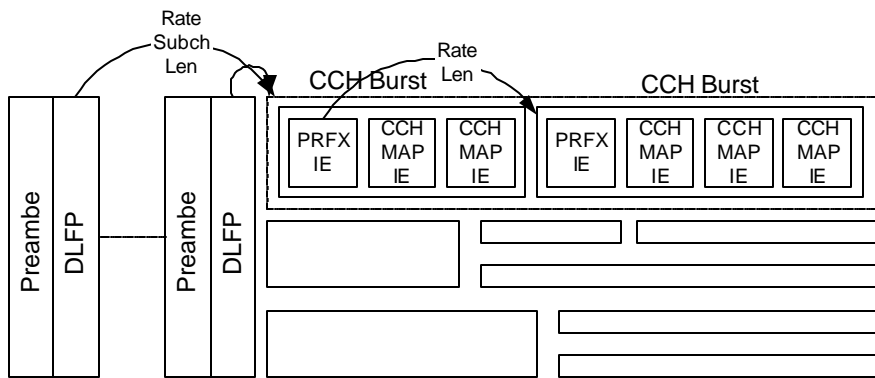 Rate
Subch
Len
Rate
Len
CCH Burst
CCH Burst
Preambe
DLFP
Preambe
DLFP
PRFX
IE
CCH
MAP
IE
CCH
MAP
IE
PRFX
IE
CCH
MAP
IE
CCH
MAP
IE
CCH
MAP
IE